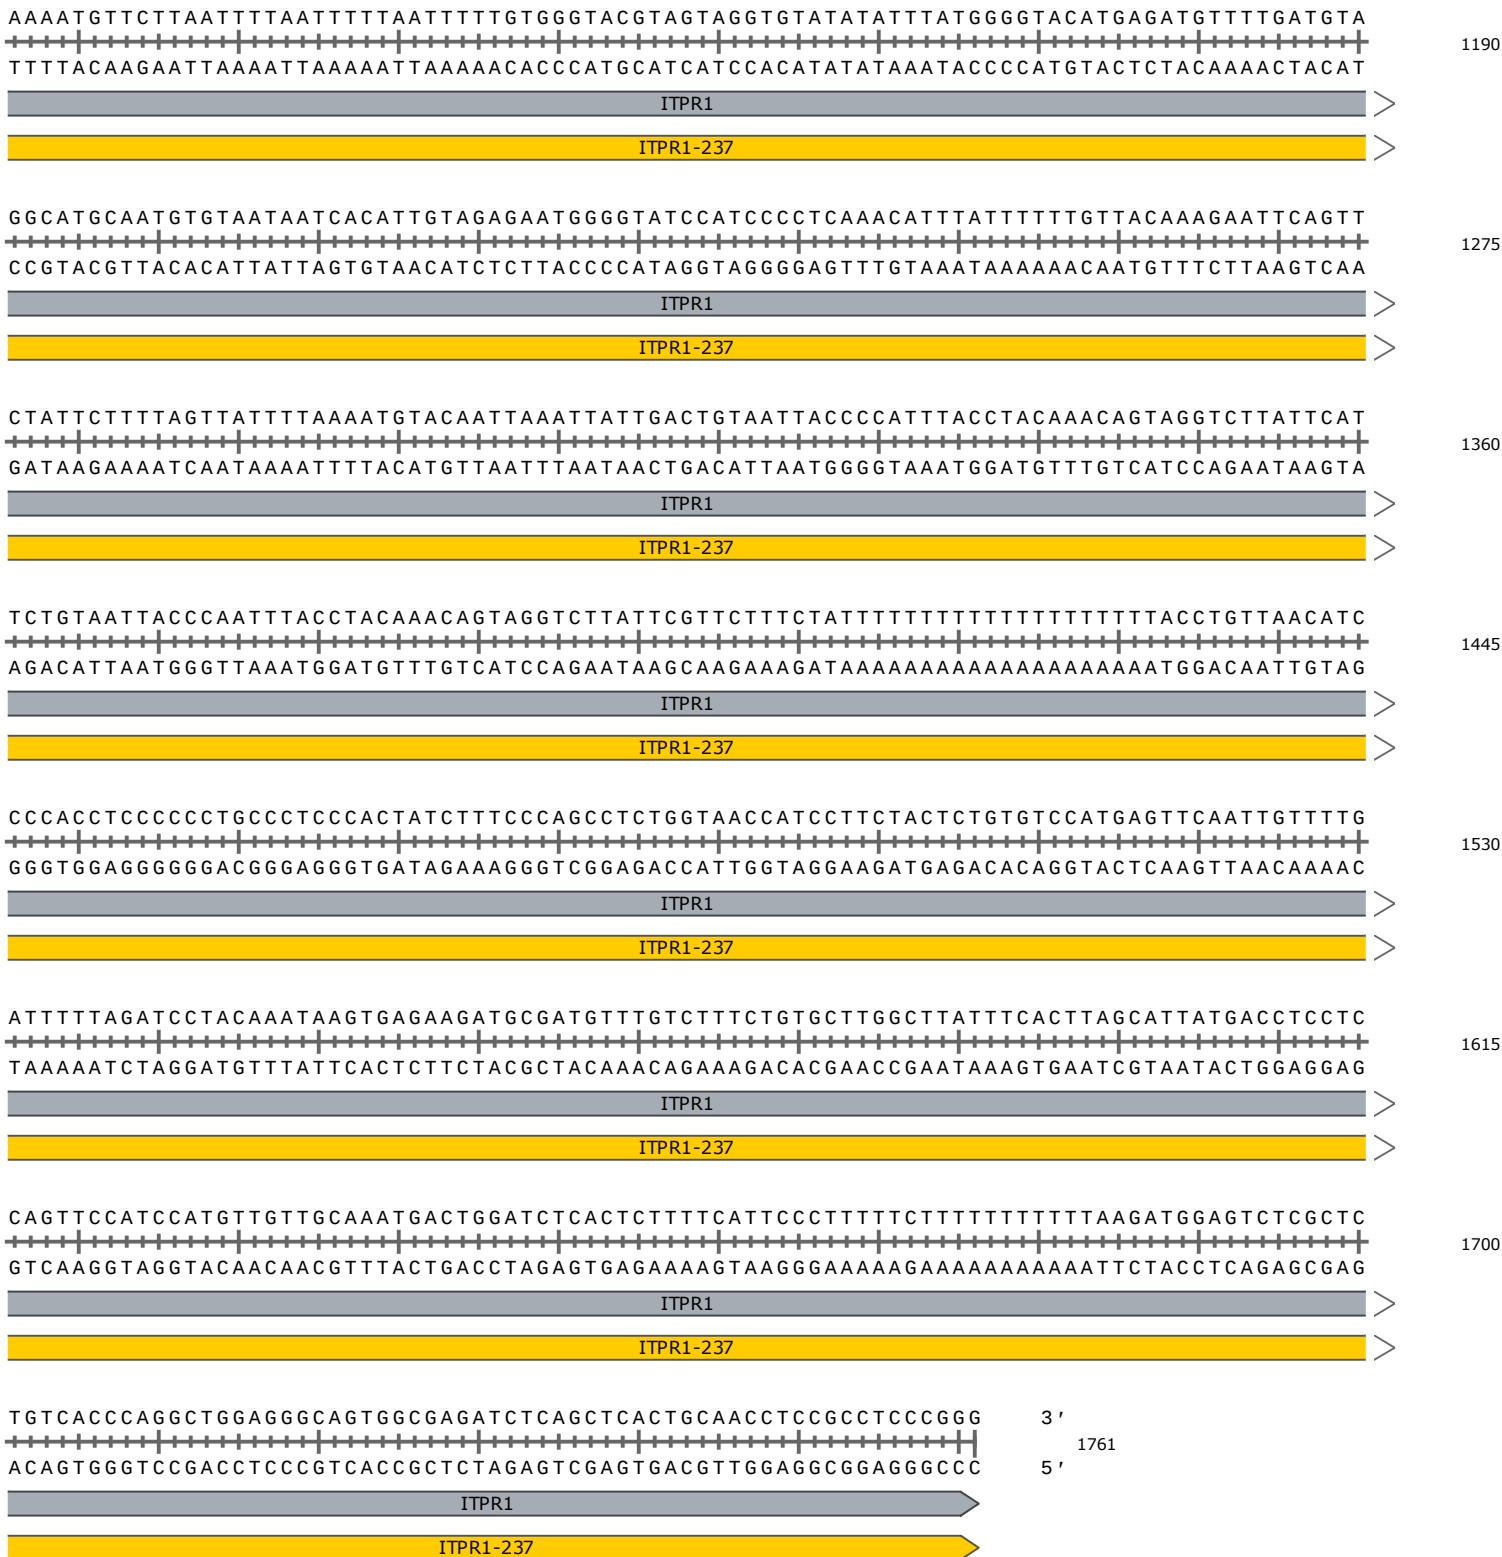 AAAATGTTCTTAATTTTAATTTTTAATTTTTGTGGGTACGTAGTAGGTGTATATATTTATGGGGTACATGAGATGTTTTGATGTA
1190
TTTTACAAGAATTAAAATTAAAAATTAAAAACACCCATGCATCATCCACATATATAAATACCCCATGTACTCTACAAAACTACAT
ITPR1
ITPR1-237
GGCATGCAATGTGTAATAATCACATTGTAGAGAATGGGGTATCCATCCCCTCAAACATTTATTTTTTGTTACAAAGAATTCAGTT
1275
CCGTACGTTACACATTATTAGTGTAACATCTCTTACCCCATAGGTAGGGGAGTTTGTAAATAAAAAACAATGTTTCTTAAGTCAA
ITPR1
ITPR1-237
CTATTCTTTTAGTTATTTTAAAATGTACAATTAAATTATTGACTGTAATTACCCCATTTACCTACAAACAGTAGGTCTTATTCAT
1360
GATAAGAAAATCAATAAAATTTTACATGTTAATTTAATAACTGACATTAATGGGGTAAATGGATGTTTGTCATCCAGAATAAGTA
ITPR1
ITPR1-237
TCTGTAATTACCCAATTTACCTACAAACAGTAGGTCTTATTCGTTCTTTCTATTTTTTTTTTTTTTTTTTTTACCTGTTAACATC
1445
AGACATTAATGGGTTAAATGGATGTTTGTCATCCAGAATAAGCAAGAAAGATAAAAAAAAAAAAAAAAAAAATGGACAATTGTAG
ITPR1
ITPR1-237
CCCACCTCCCCCCTGCCCTCCCACTATCTTTCCCAGCCTCTGGTAACCATCCTTCTACTCTGTGTCCATGAGTTCAATTGTTTTG
1530
GGGTGGAGGGGGGACGGGAGGGTGATAGAAAGGGTCGGAGACCATTGGTAGGAAGATGAGACACAGGTACTCAAGTTAACAAAAC
ITPR1
ITPR1-237
ATTTTTAGATCCTACAAATAAGTGAGAAGATGCGATGTTTGTCTTTCTGTGCTTGGCTTATTTCACTTAGCATTATGACCTCCTC
1615
TAAAAATCTAGGATGTTTATTCACTCTTCTACGCTACAAACAGAAAGACACGAACCGAATAAAGTGAATCGTAATACTGGAGGAG
ITPR1
ITPR1-237
CAGTTCCATCCATGTTGTTGCAAATGACTGGATCTCACTCTTTTCATTCCCTTTTTCTTTTTTTTTTTAAGATGGAGTCTCGCTC
1700
GTCAAGGTAGGTACAACAACGTTTACTGACCTAGAGTGAGAAAAGTAAGGGAAAAAGAAAAAAAAAAATTCTACCTCAGAGCGAG
ITPR1
ITPR1-237
TGTCACCCAGGCTGGAGGGCAGTGGCGAGATCTCAGCTCACTGCAACCTCCGCCTCCCGGG 3′
1761
ACAGTGGGTCCGACCTCCCGTCACCGCTCTAGAGTCGAGTGACGTTGGAGGCGGAGGGCCC 5′
ITPR1
ITPR1-237